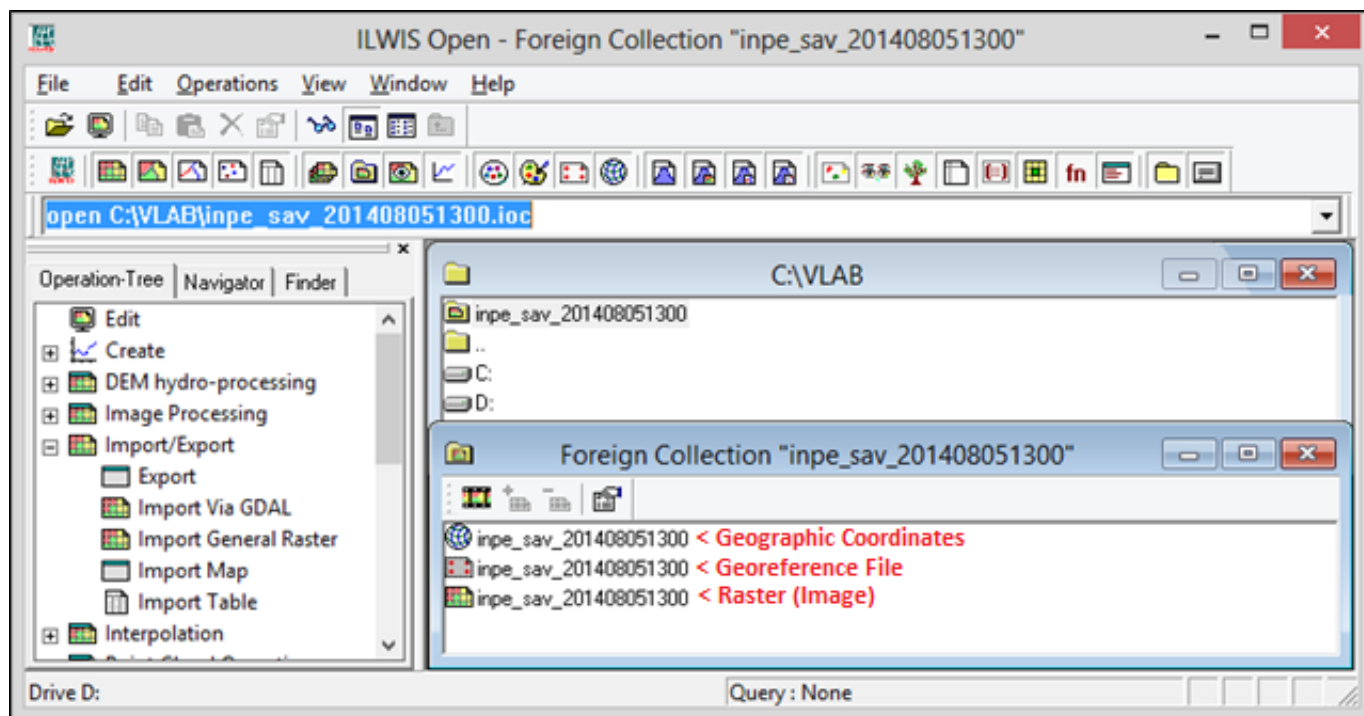 ILWIS Open - Foreign Collection "inpe_sav_201408051300"
File Edit Operations View Window Help
fn
open C:\VLAB\inpe_sav_201408051300.ioc
Operation-Tree Navigator Finder
Edit
Create
DEM hydro-processing
Image Processing
Import/Export
Export
Import Via GDAL
Import General Raster
Import Map
Import Table
Interpolation
C:\VLAB
inpe_sav_201408051300
..
C:
D:
Foreign Collection "inpe_sav_201408051300"
inpe_sav_201408051300 < Geographic Coordinates
inpe_sav_201408051300 < Georeference File
inpe_sav_201408051300 < Raster (Image)
Drive D: Query : None